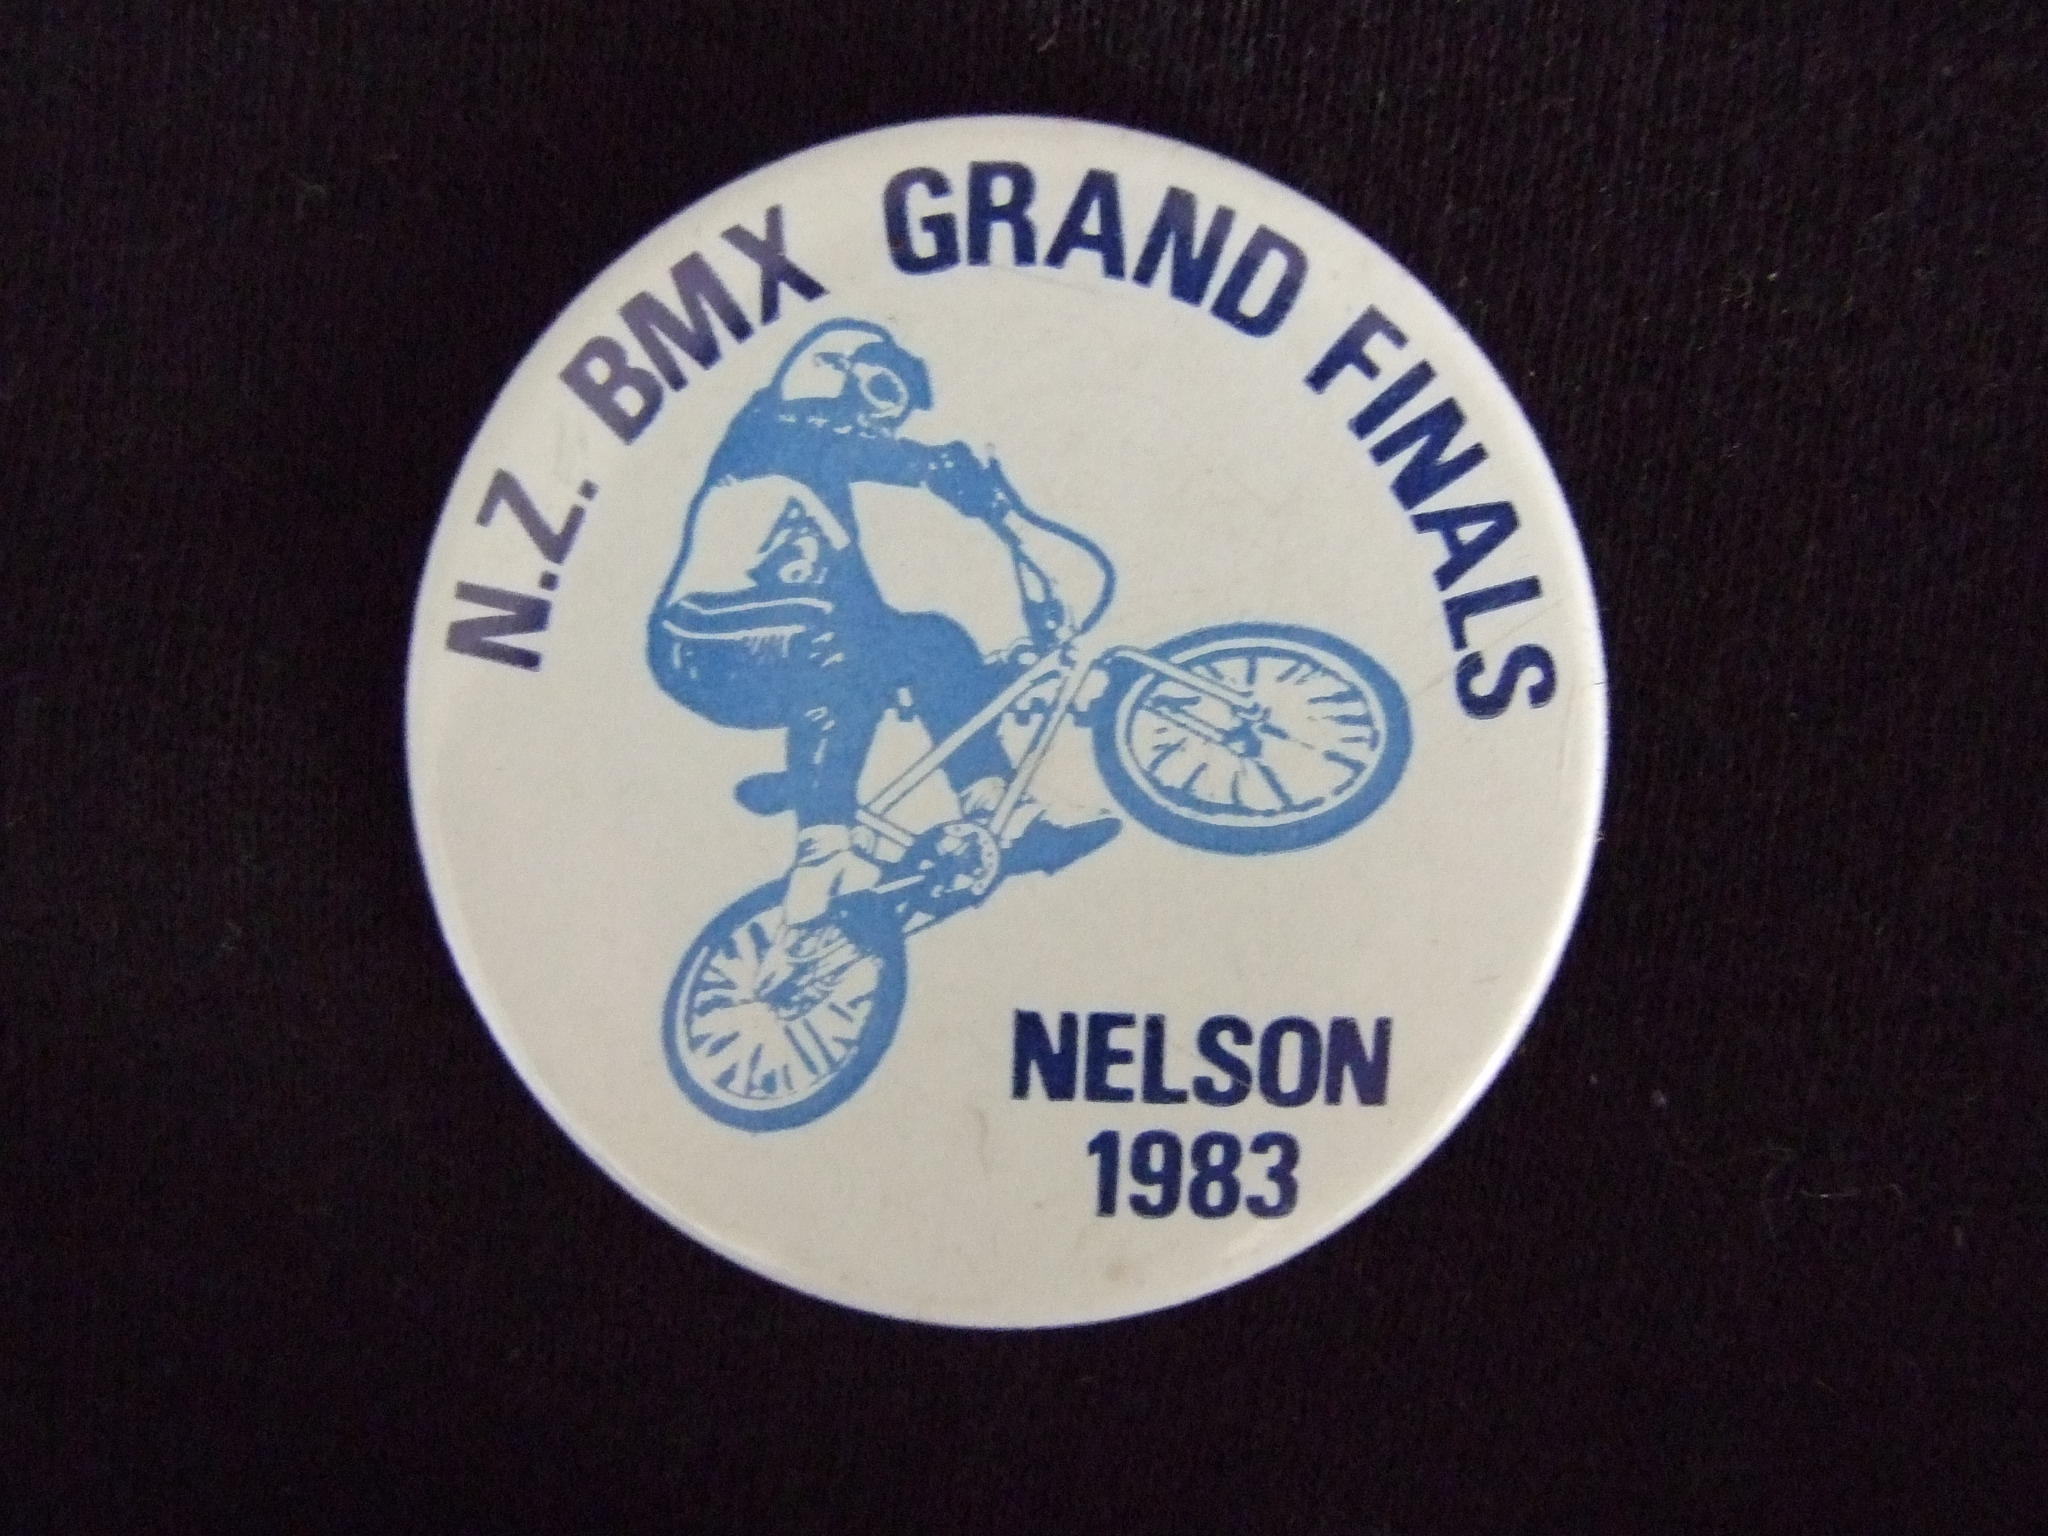 N.Z. BMX GRAND FINALS
NELSON
1983